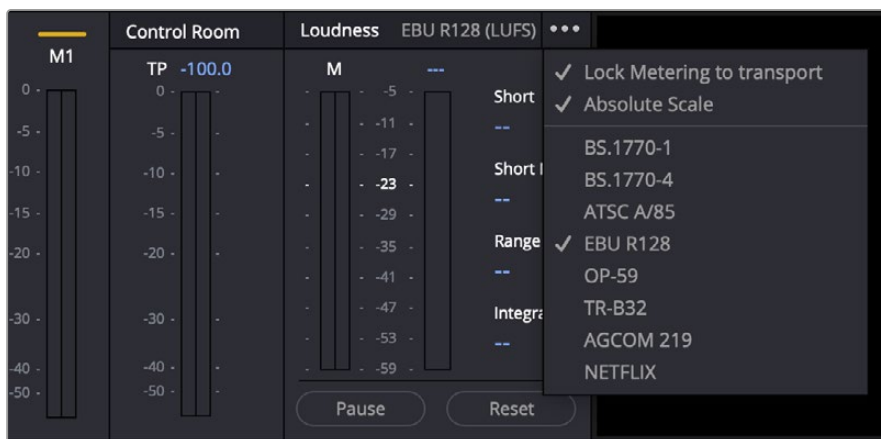 M1
0
-5
-10
-15
-20
-30
-40
-50
Control Room
TP -100.0
0
-5
-10
-15
-20
-30
-40
-50
Loudness EBU R128 (LUFS) •••
M ---
-5
-11
-17
-23
-29
-35
-41
-47
-53
-59
Short
--
Short
--
Range
--
--
Pause Reset
✓ Lock Metering to transport
✓ Absolute Scale
BS.1770-1
BS.1770-4
ATSC A/85
✓ EBU R128
OP-59
TR-B32
AGCOM 219
NETFLIX